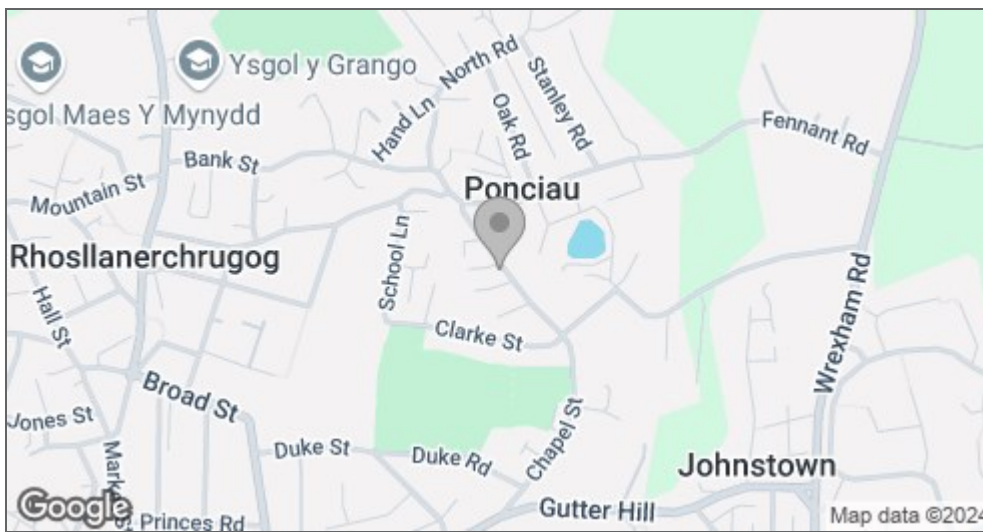 Ysgol y Grango
sgol Maes Y Mynydd
North Rd
Stanley Rd
Hand Ln
Oak Rd
Fennant Rd
Bank St
Mountain St
Ponciau
School Ln
Rhosllanerchrugog
Wrexham Rd
Hall St
Clarke St
Broad St
Jones St
Chapel St
Duke St
Duke Rd
Johnstown
Gutter Hill
Princes Rd
Google
Map data ©2024